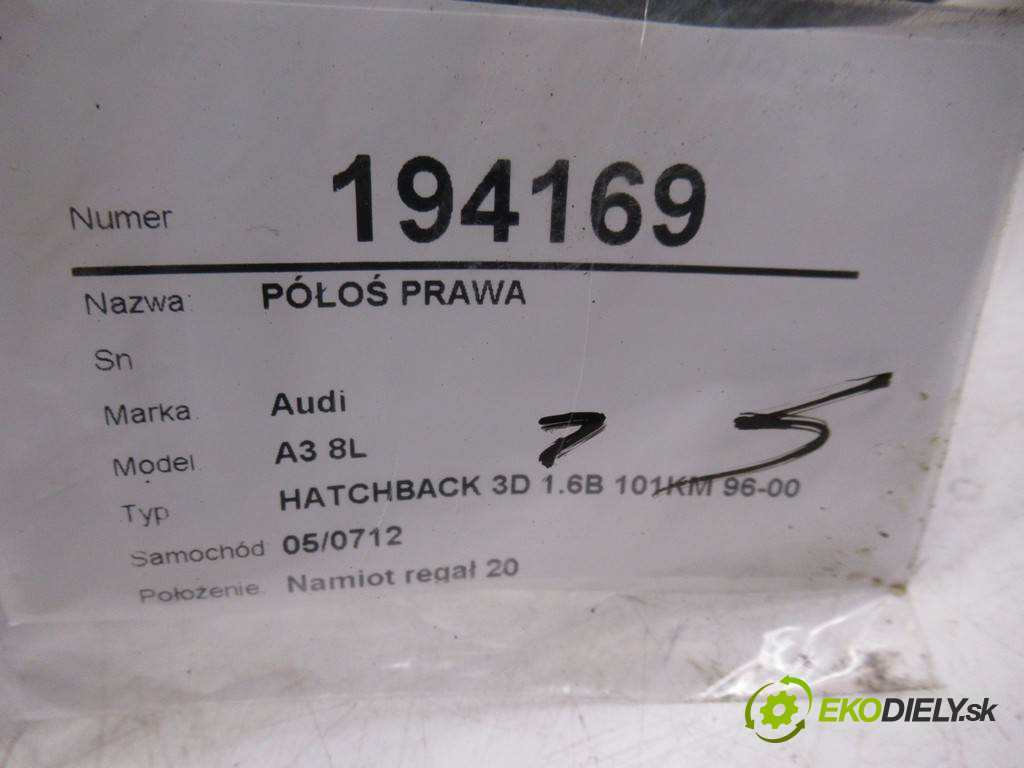 Numer 194169
Nazwa: PÓŁOŚ PRAWA
Sn
Marka Audi
Model A3 8L
7 5
Typ HATCHBACK 3D 1.6B 101KM 96-00
Samochód 05/0712
Położenie: Namiot regał 20
EKODIELY.sk